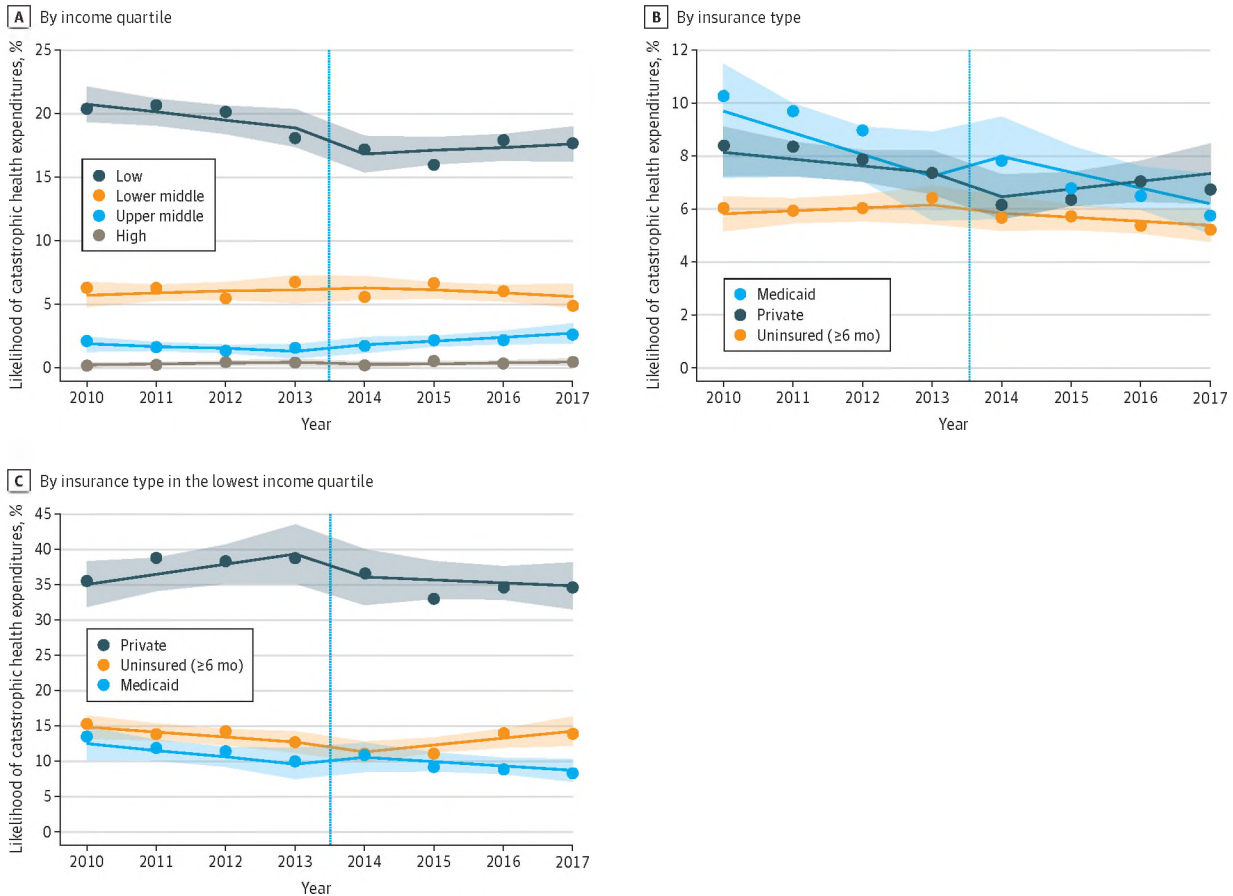 A By income quartile
Likelihood of catastrophic health expenditures, %
25
20
15
10
5
0
Low
Lower middle
Upper middle
High
2010 2011 2012 2013 2014 2015 2016 2017
Year
B By insurance type
Likelihood of catastrophic health expenditures, %
12
10
8
6
4
2
0
Medicaid
Private
Uninsured (≥6 mo)
2010 2011 2012 2013 2014 2015 2016 2017
Year
C By insurance type in the lowest income quartile
Likelihood of catastrophic health expenditures, %
45
40
35
30
25
20
15
10
5
0
Private
Uninsured (≥6 mo)
Medicaid
2010 2011 2012 2013 2014 2015 2016 2017
Year